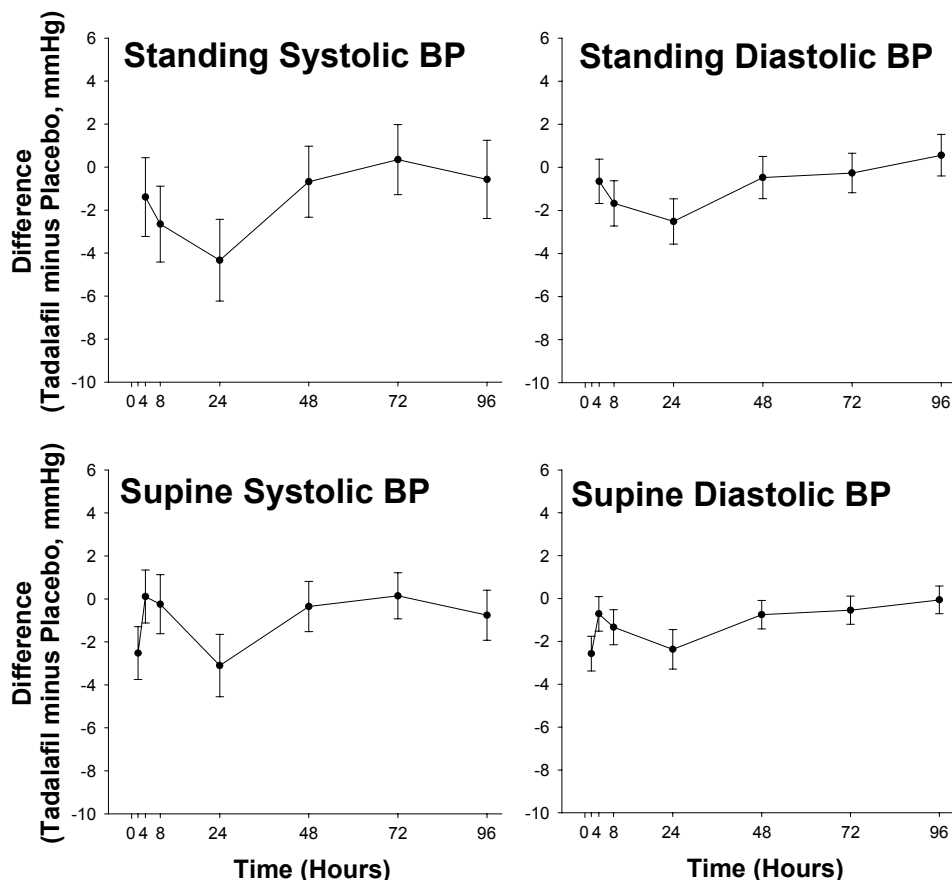 Standing Systolic BP
Difference
(Tadalafil minus Placebo, mmHg)
6
4
2
0
-2
-4
-6
-8
-10
0 4 8 24 48 72 96
Standing Diastolic BP
6
4
2
0
-2
-4
-6
-8
-10
0 4 8 24 48 72 96
Supine Systolic BP
Difference
(Tadalafil minus Placebo, mmHg)
6
4
2
0
-2
-4
-6
-8
-10
0 4 8 24 48 72 96
Time (Hours)
Supine Diastolic BP
6
4
2
0
-2
-4
-6
-8
-10
0 4 8 24 48 72 96
Time (Hours)